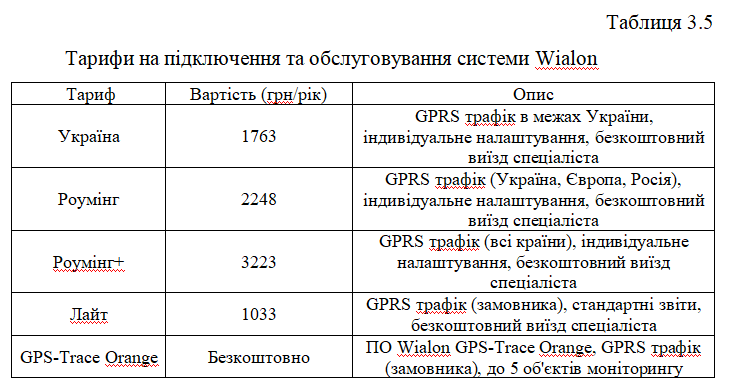 Таблиця 3.5
Тарифи на підключення та обслуговування системи Wialon
Тариф Вартість (грн/рік) Опис
Україна 1763 GPRS трафік в межах України,
індивідуальне налаштування, безкоштовний
виїзд спеціаліста
Роумінг 2248 GPRS трафік (Україна, Європа, Росія),
індивідуальне налаштування, безкоштовний
виїзд спеціаліста
Роумінг+ 3223 GPRS трафік (всі країни), індивідуальне
налаштування, безкоштовний виїзд
спеціаліста
Лайт 1033 GPRS трафік (замовника), стандартні звіти,
безкоштовний виїзд спеціаліста
GPS-Trace Orange Безкоштовно ПО Wialon GPS-Trace Orange, GPRS трафік
(замовника), до 5 об'єктів моніторингу